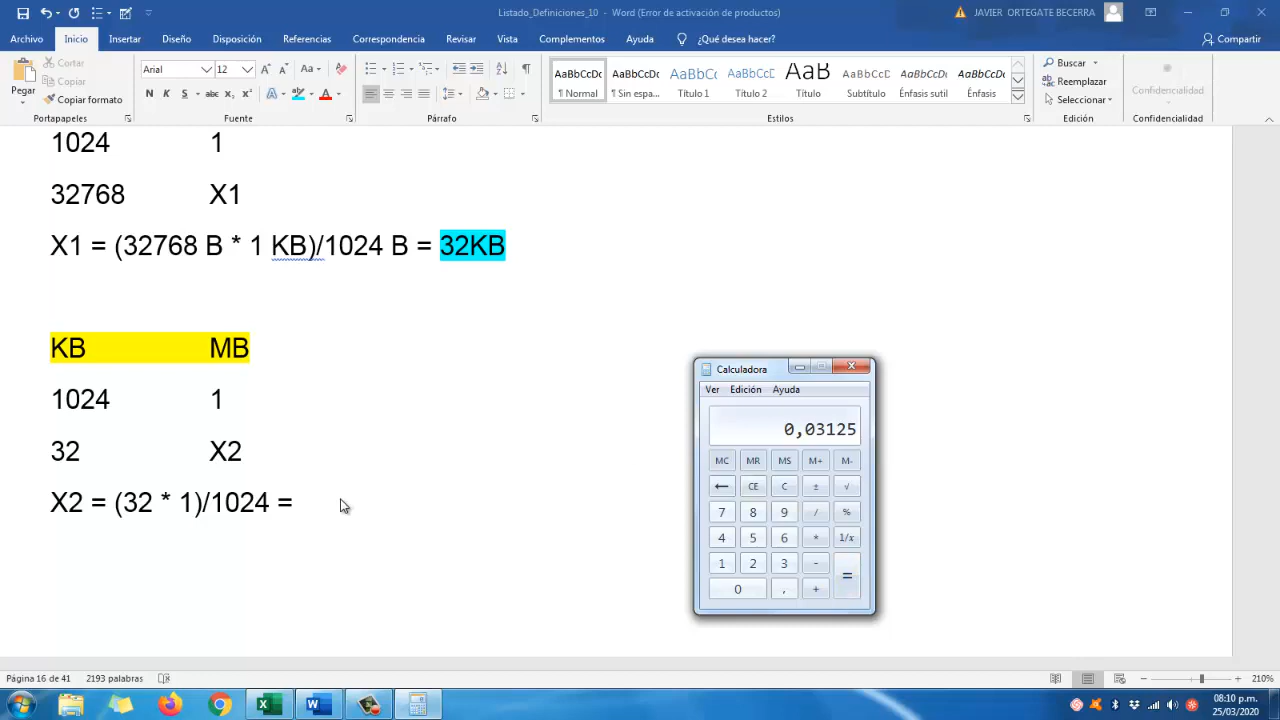 Listado_Definiciones_10 - Word (Error de activación de productos)
JAVIER ORTEGATE BECERRA
Archivo Inicio Insertar Diseño Disposición Referencias Correspondencia Revisar Vista Complementos Ayuda ¿Qué desea hacer? Compartir
Pegar
Cortar
Copiar
Copiar formato
Portapapeles
Arial 12 Aa
N K S abc x₂ x² A A
Fuente
Párrafo
AaBbCcDc AaBbCcDc AaBbCc AaBbCcC AaB AaBbCcC AaBbCcDc AaBbCcDc
¶ Normal ¶ Sin espa... Título 1 Título 2 Título Subtítulo Énfasis sutil Énfasis
Estilos
Buscar
Reemplazar
Seleccionar
Edición
Confidencialidad
Confidencialidad
1024 1
32768 X1
X1 = (32768 B * 1 KB)/1024 B = 32KB
KB MB
1024 1
32 X2
X2 = (32 * 1)/1024 =
Calculadora
Ver Edición Ayuda
0,03125
MC MR MS M+ M-
← CE C ± √
7 8 9 / %
4 5 6 * 1/x
1 2 3 - =
0 , +
Página 16 de 41 2193 palabras 210%
08:10 p.m.
25/03/2020